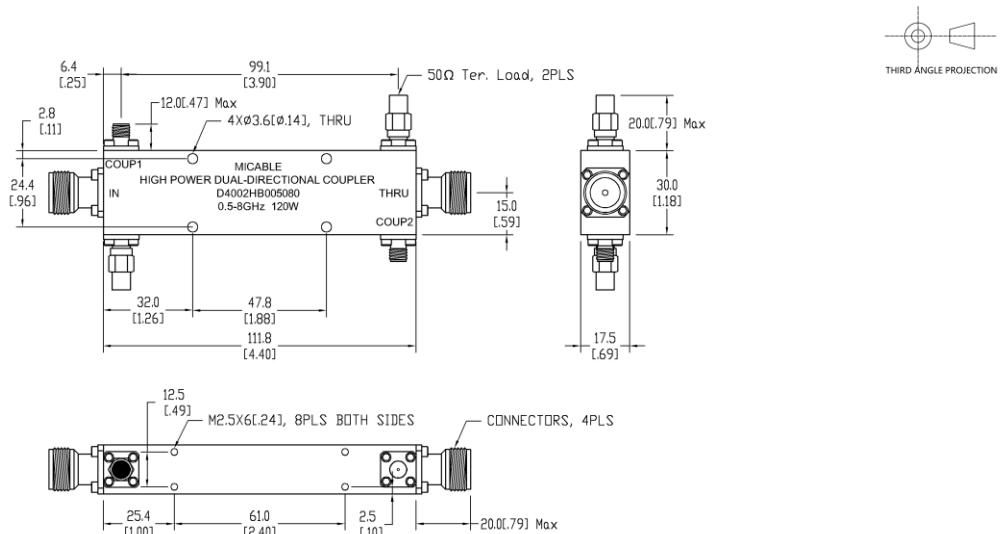 THIRD ANGLE PROJECTION
6.4
[.25]
99.1
[3.90]
50Ω Ter. Load, 2PLS
12.0[.47] Max
2.8
[.11]
4XØ3.6[Ø.14], THRU
20.0[.79] Max
COUP1
MICABLE
HIGH POWER DUAL-DIRECTIONAL COUPLER
IN
D4002HB005080
THRU
0.5-8GHz 120W
COUP2
24.4
[.96]
15.0
[.59]
30.0
[1.18]
32.0
[1.26]
47.8
[1.88]
111.8
[4.40]
17.5
[.69]
12.5
[.49]
M2.5X6[.24], 8PLS BOTH SIDES
CONNECTORS, 4PLS
25.4
[1.00]
61.0
[2.40]
2.5
[.10]
20.0[.79] Max